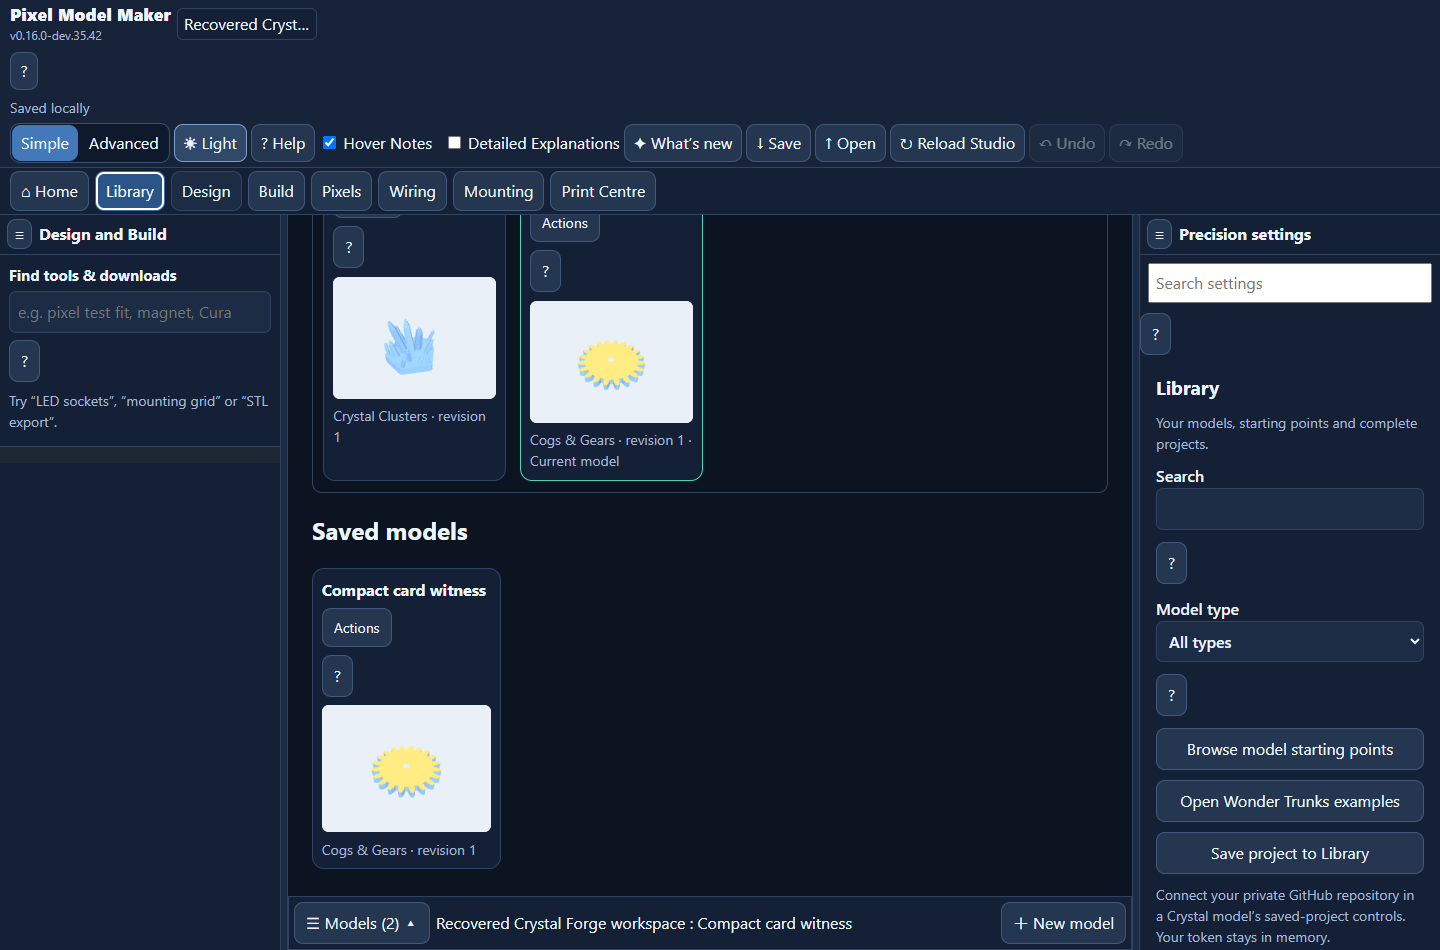 Pixel Model Maker
v0.16.0-dev.35.42
Recovered Cryst...
?
Saved locally
Simple
Advanced
☀ Light
? Help
Hover Notes
Detailed Explanations
✦ What's new
↓ Save
↑ Open
↻ Reload Studio
↶ Undo
↷ Redo
⌂ Home
Library
Design
Build
Pixels
Wiring
Mounting
Print Centre
☰ Design and Build
Find tools & downloads
e.g. pixel test fit, magnet, Cura
?
Try “LED sockets”, “mounting grid” or “STL
export”.
?
Crystal Clusters · revision
1
Actions
?
Cogs & Gears · revision 1 ·
Current model
Saved models
Compact card witness
Actions
?
Cogs & Gears · revision 1
☰ Models (2) ▲
Recovered Crystal Forge workspace : Compact card witness
+ New model
☰ Precision settings
Search settings
?
Library
Your models, starting points and complete
projects.
Search
?
Model type
All types
?
Browse model starting points
Open Wonder Trunks examples
Save project to Library
Connect your private GitHub repository in
a Crystal model’s saved-project controls.
Your token stays in memory.